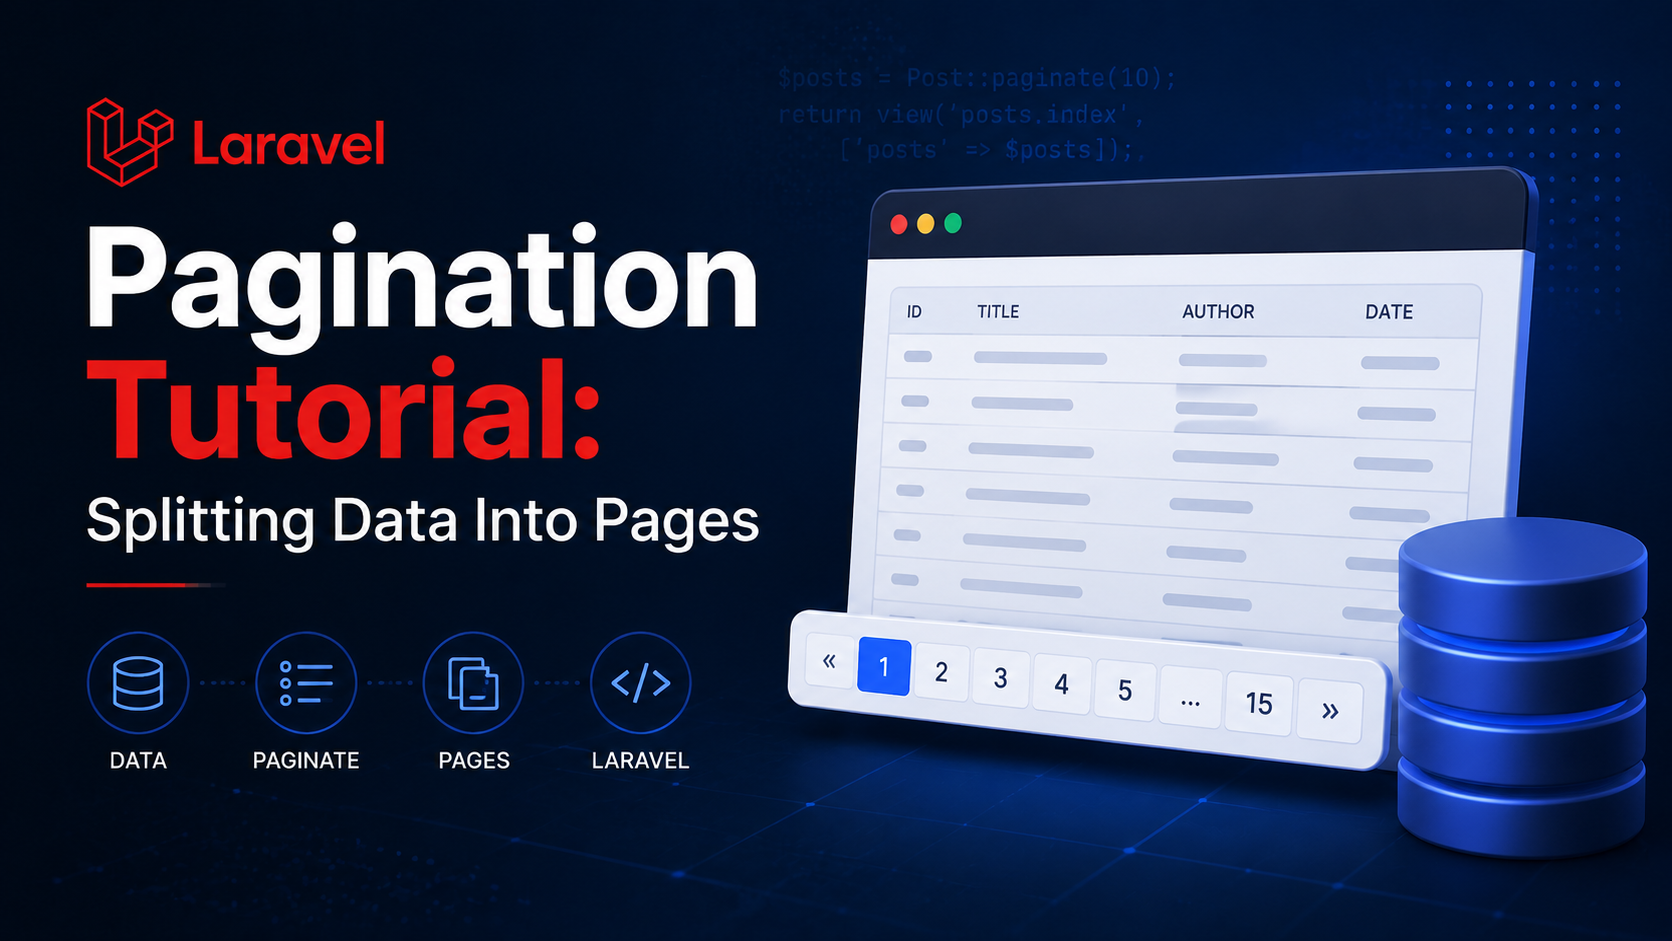 $posts = Post::paginate(10);
return view('posts.index',
['posts' => $posts]);
Laravel
Pagination
Tutorial:
Splitting Data Into Pages
DATA
PAGINATE
PAGES
LARAVEL
ID TITLE AUTHOR DATE
« 1 2 3 4 5 ... 15 »